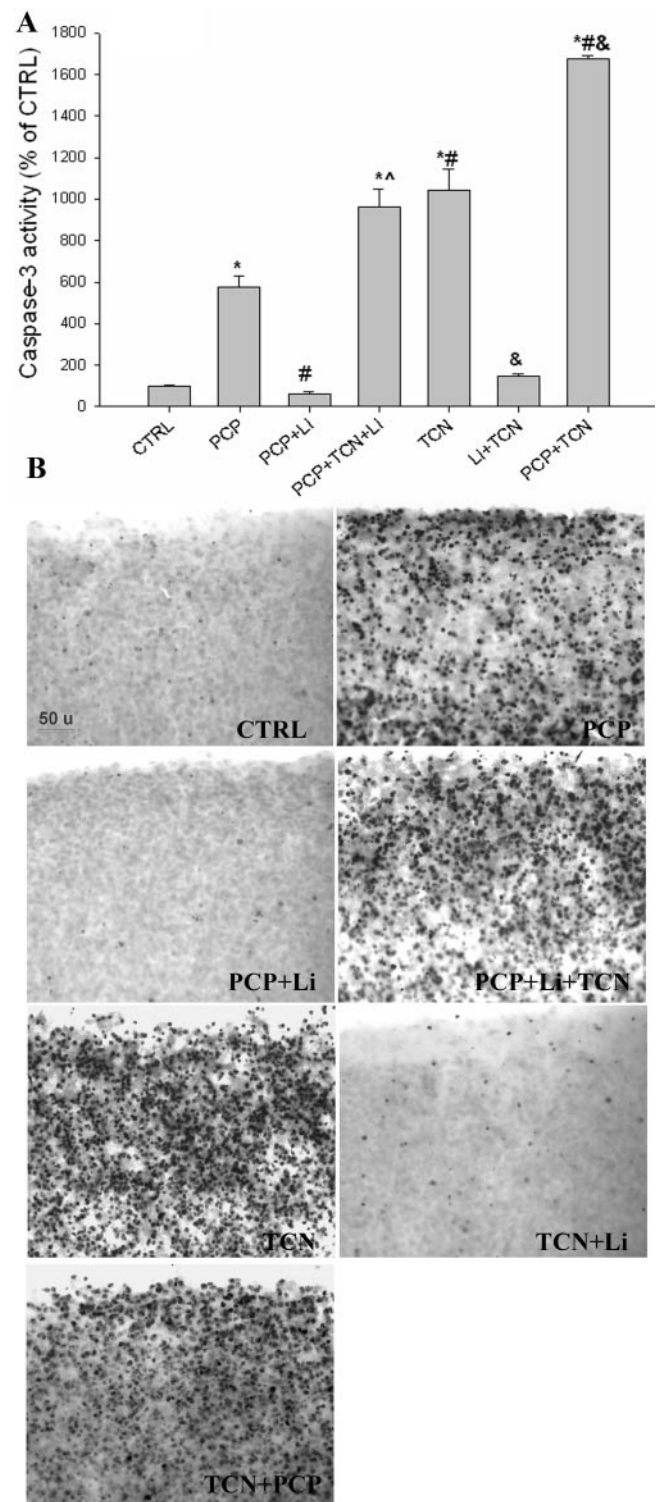 A
Caspase-3 activity (% of CTRL)
1800
1600
1400
1200
1000
800
600
400
200
0
*
#
*^
*#
&
*#&
CTRL
PCP
PCP+Li
PCP+TCN+Li
TCN
Li+TCN
PCP+TCN
B
50 u
CTRL
PCP
PCP+Li
PCP+Li+TCN
TCN
TCN+Li
TCN+PCP